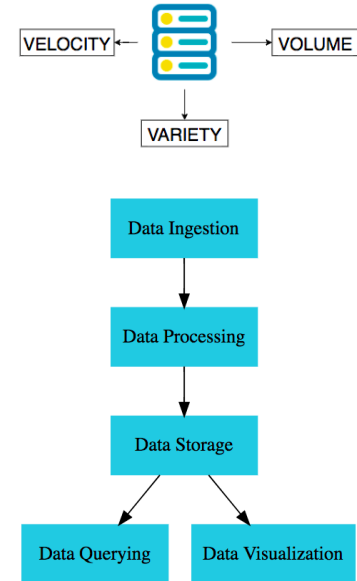 VELOCITY
VOLUME
VARIETY
Data Ingestion
Data Processing
Data Storage
Data Querying
Data Visualization